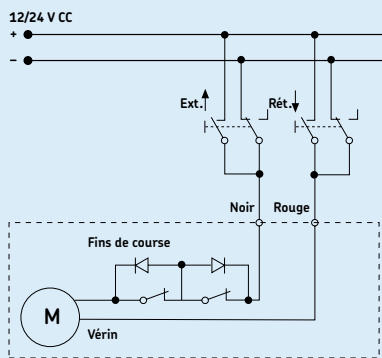 12/24 V CC
+
–
Ext.
Rét.
Noir
Rouge
Fins de course
M
Vérin